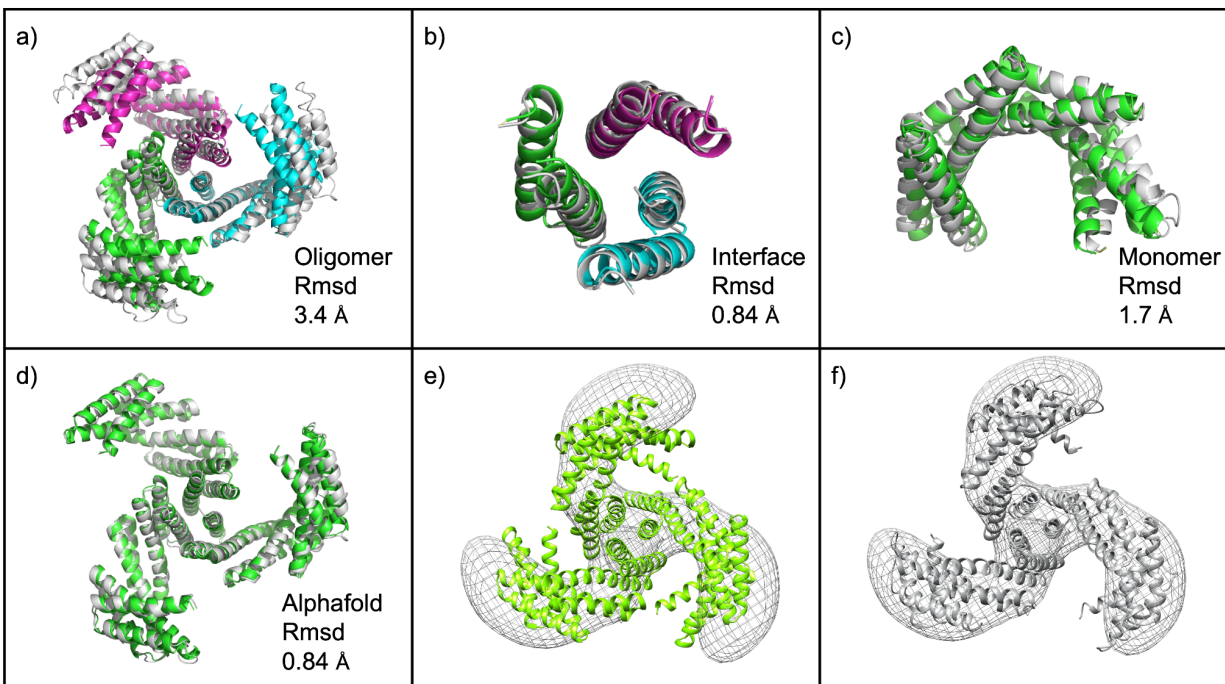 a)
Oligomer
Rmsd
3.4 Å
b)
Interface
Rmsd
0.84 Å
c)
Monomer
Rmsd
1.7 Å
d)
Alphafold
Rmsd
0.84 Å
e)
f)